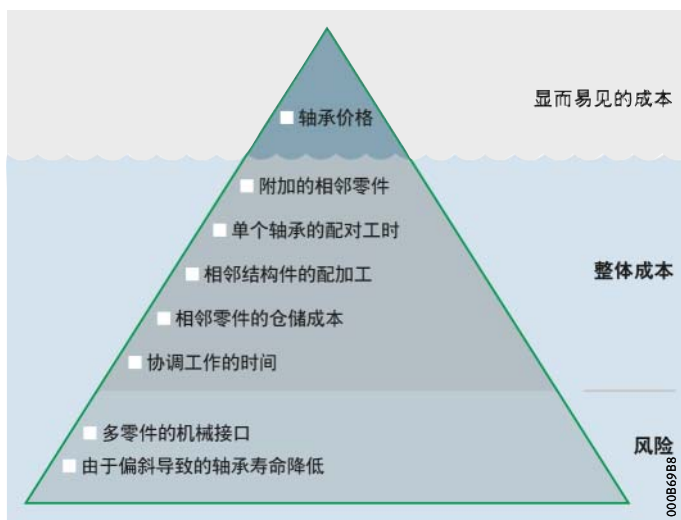 显而易见的成本
轴承价格
附加的相邻零件
单个轴承的配对工时
相邻结构件的配加工
整体成本
相邻零件的仓储成本
协调工作的时间
多零件的机械接口
风险
由于偏斜导致的轴承寿命降低
000B69B8